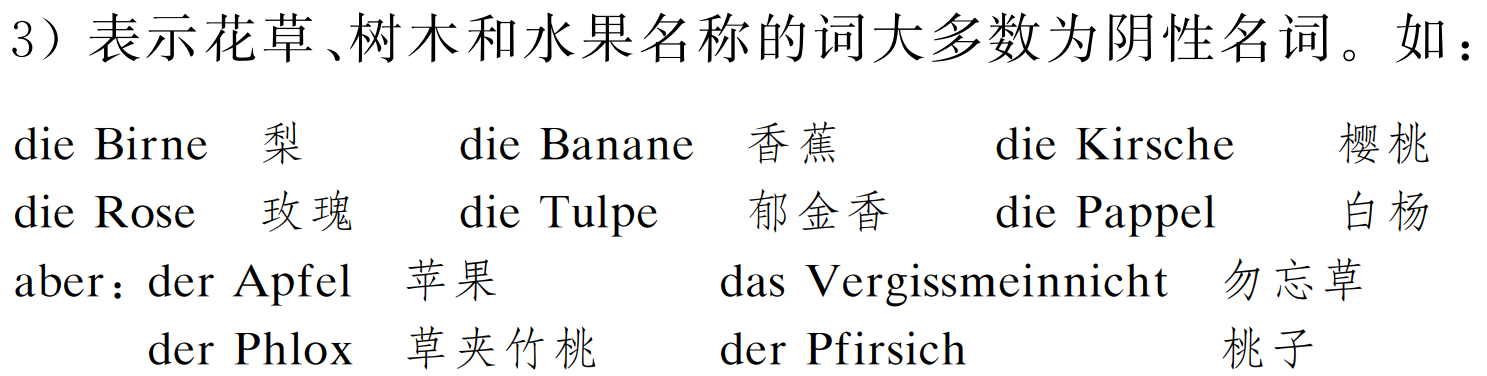 3）表示花草、树木和水果名称的词大多数为阴性名词。如：
die Birne 梨 die Banane 香蕉 die Kirsche 樱桃
die Rose 玫瑰 die Tulpe 郁金香 die Pappel 白杨
aber：der Apfel 苹果 das Vergissmeinnicht 勿忘草
der Phlox 草夹竹桃 der Pfirsich 桃子